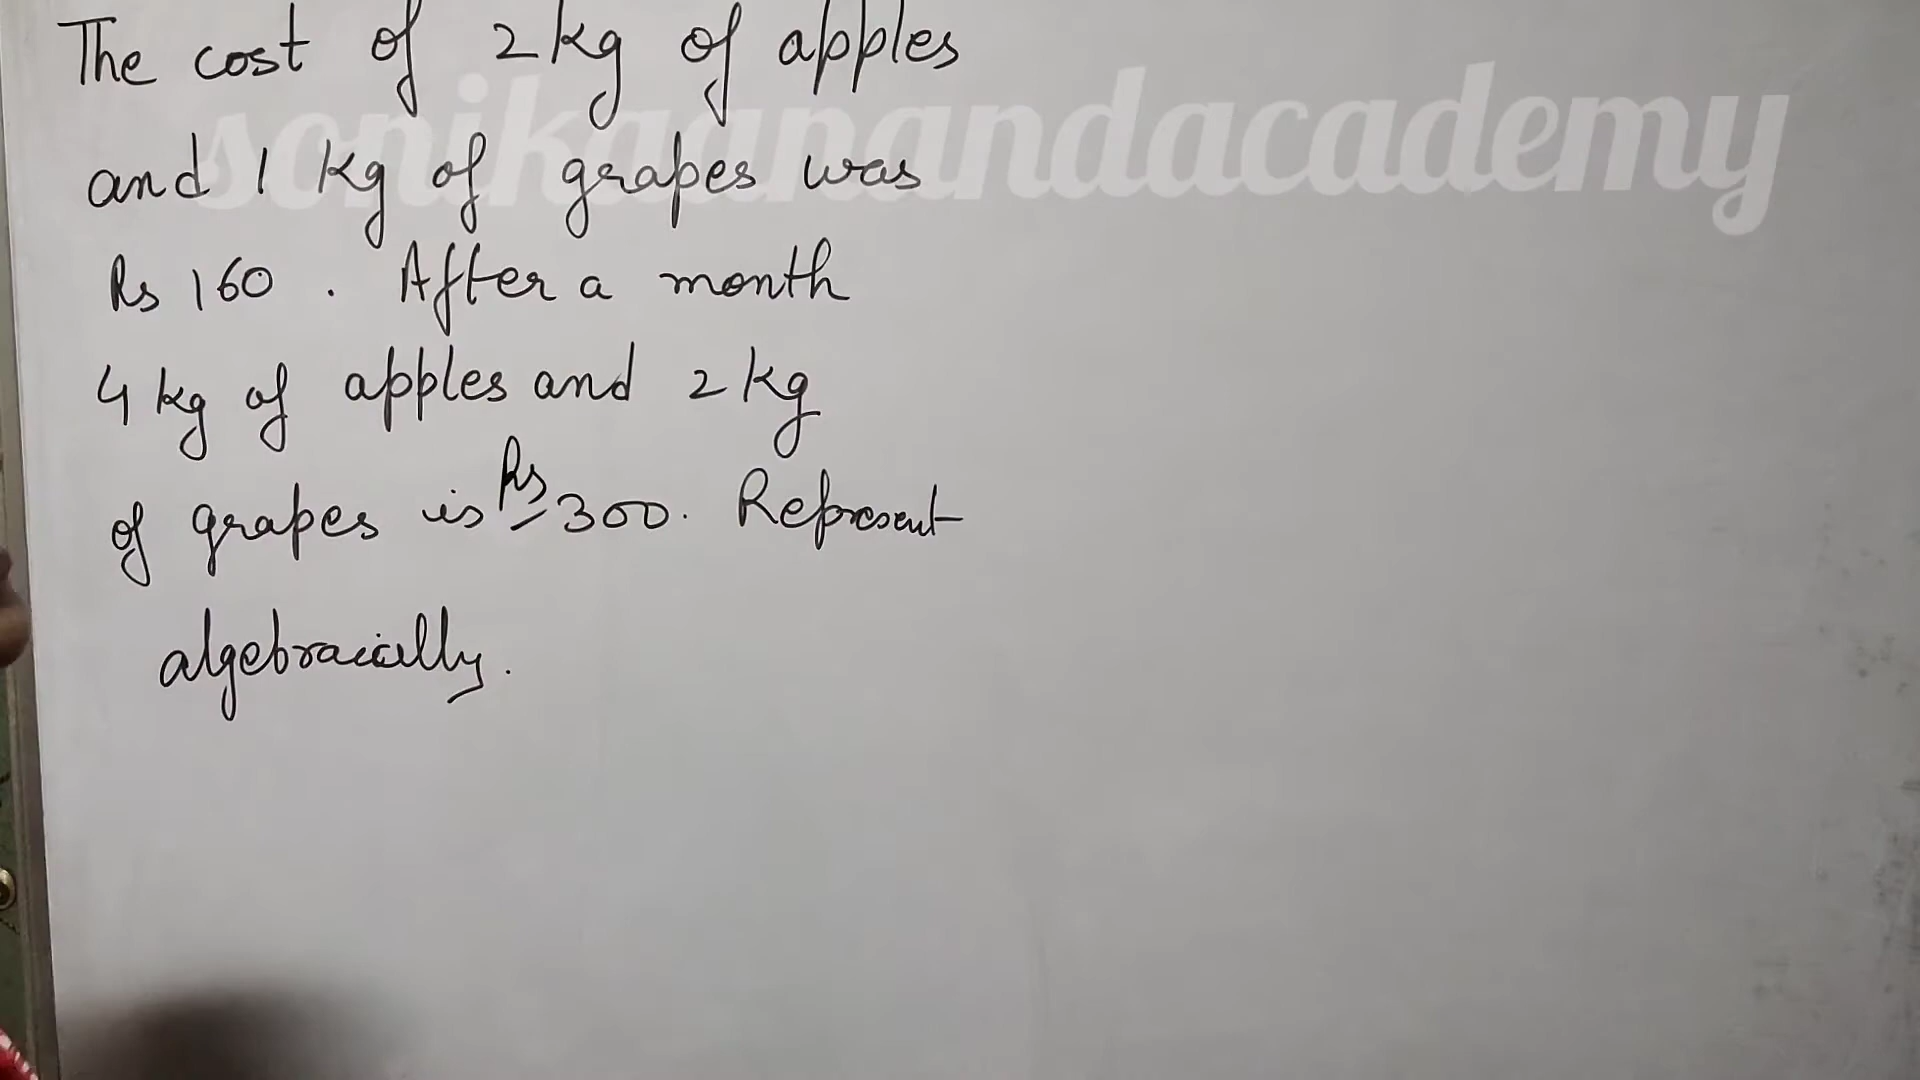 The cost of 2kg of apples
sonikaanandacademy
and 1 kg of grapes was
Rs 160 . After a month
4 kg of apples and 2 kg
of grapes is Rs 300. Represent
algebraically.